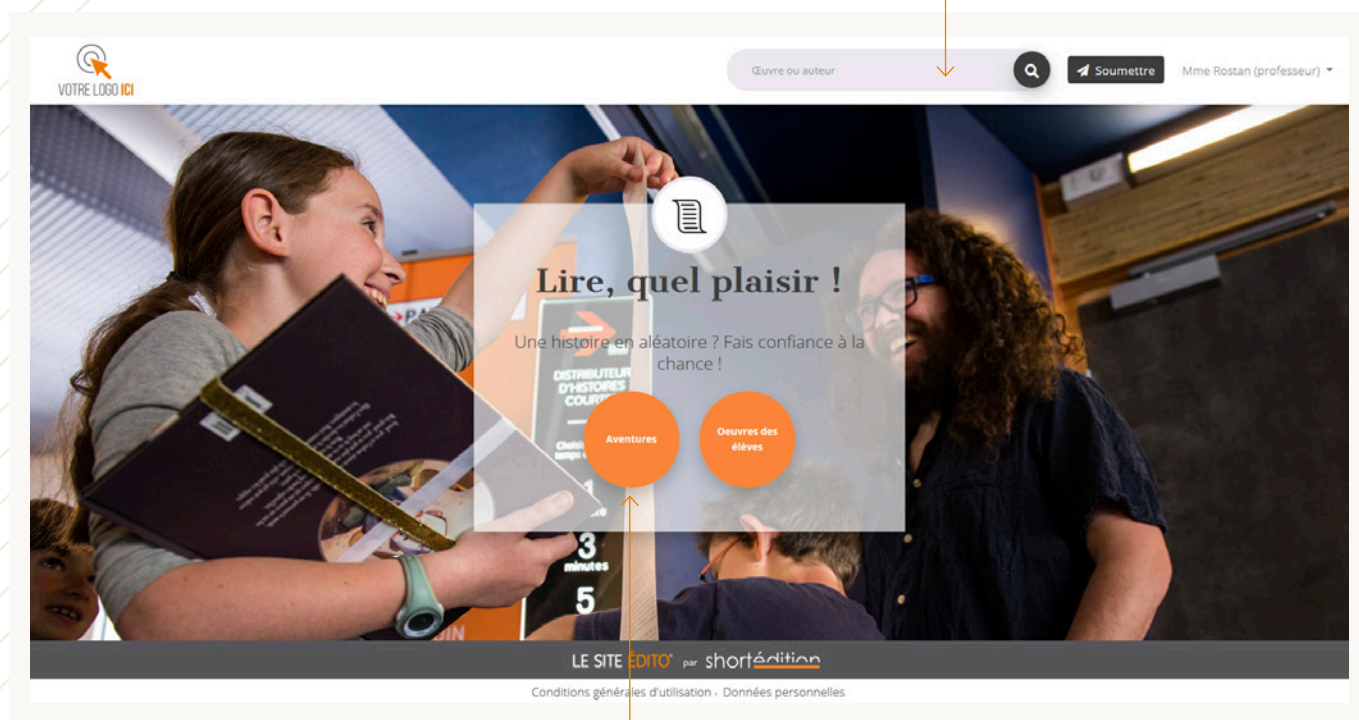 VOTRE LOGO ICI
Œuvre ou auteur
Soumettre
Mme Rostan (professeur)
Lire, quel plaisir !
Une histoire en aléatoire ? Fais confiance à la
chance !
DISTRIBUTEUR
D'HISTOIRES
Aventures
Oeuvres des
élèves
3
minutes
5
LE SITE ÉDITO par shortédition
Conditions générales d'utilisation - Données personnelles